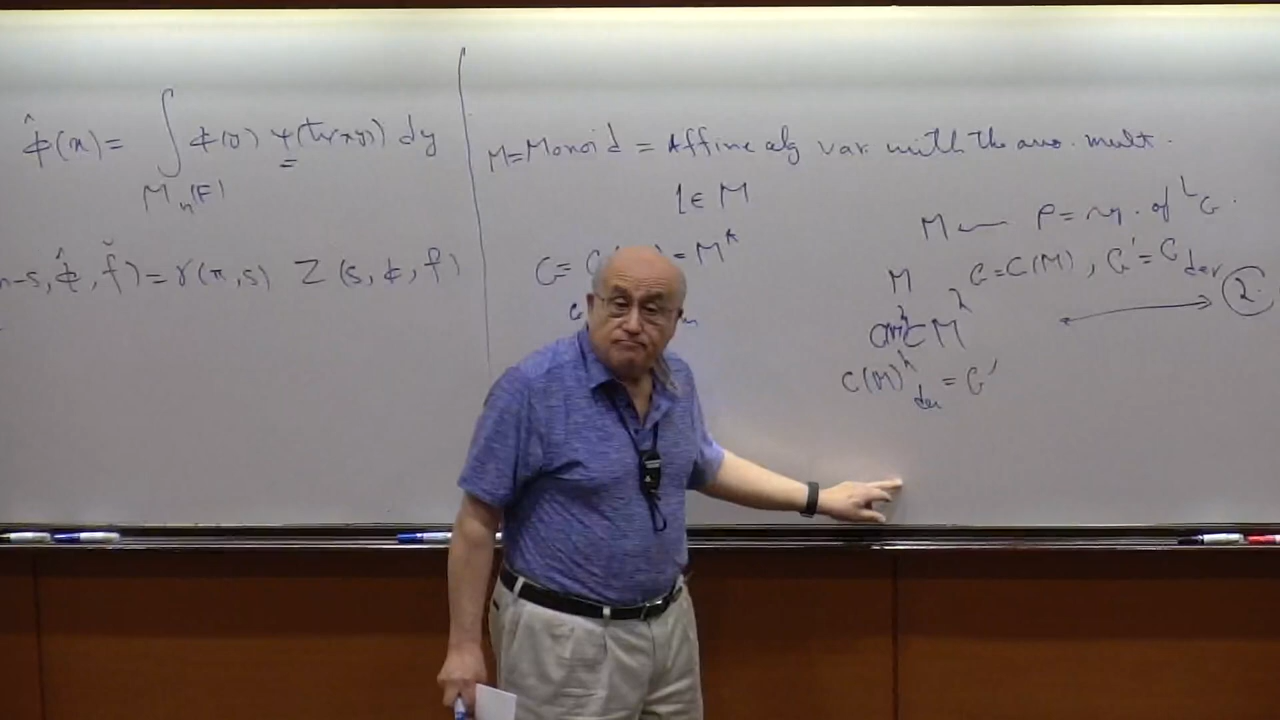 φ̂(x) = ∫_{M_n(F)} φ(y) ψ(tr(xy)) dy
n-s, φ̂, f̌) = γ(π,s) Z(s, φ, f)
M=Monoid = Affine alg var. with the ass. mult.
1 ∈ M
G = G = M*
M ← ρ = rep. of ᴸG.
M G = G(M), G' = G_der
M^λ
G(M)^λ_der = G'
2.